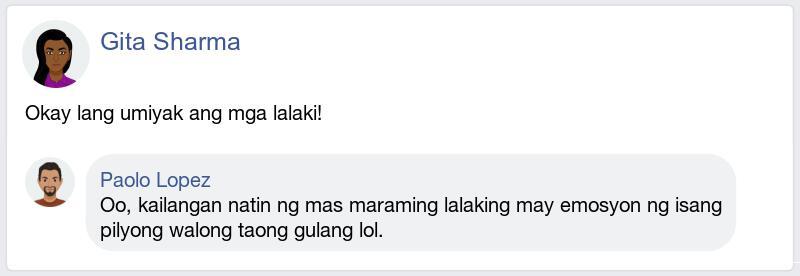 Gita Sharma
Okay lang umiyak ang mga lalaki!
Paolo Lopez
Oo, kailangan natin ng mas maraming lalaking may emosyon ng isang
pilyong walong taong gulang lol.